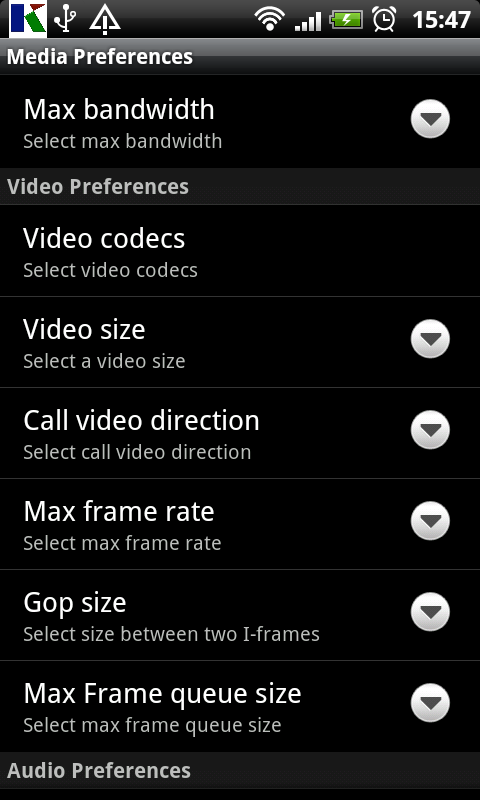 K 15:47
Media Preferences
Max bandwidth
Select max bandwidth
Video Preferences
Video codecs
Select video codecs
Video size
Select a video size
Call video direction
Select call video direction
Max frame rate
Select max frame rate
Gop size
Select size between two I-frames
Max Frame queue size
Select max frame queue size
Audio Preferences